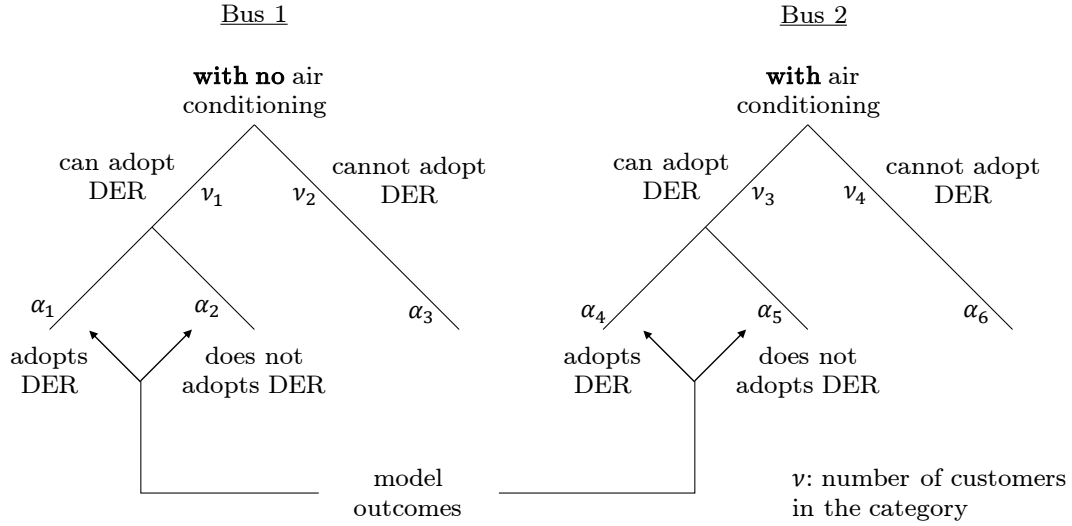 Bus 1
with no air
conditioning
can adopt
DER
ν₁
ν₂
cannot adopt
DER
α₁
α₂
α₃
adopts
DER
does not
adopts DER
Bus 2
with air
conditioning
can adopt
DER
ν₃
ν₄
cannot adopt
DER
α₄
α₅
α₆
adopts
DER
does not
adopts DER
model
outcomes
ν: number of customers
in the category